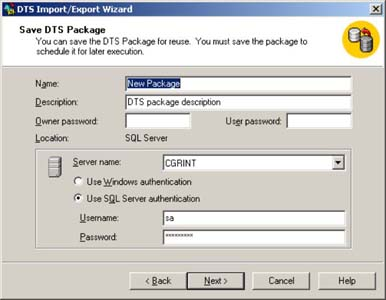 DTS Import/Export Wizard
Save DTS Package
You can save the DTS Package for reuse. You must save the package to
schedule it for later execution.
Name: New Package
Description: DTS package description
Owner password: User password:
Location: SQL Server
Server name: CGRINT
Use Windows authentication
Use SQL Server authentication
Username: sa
Password: *********
< Back Next > Cancel Help